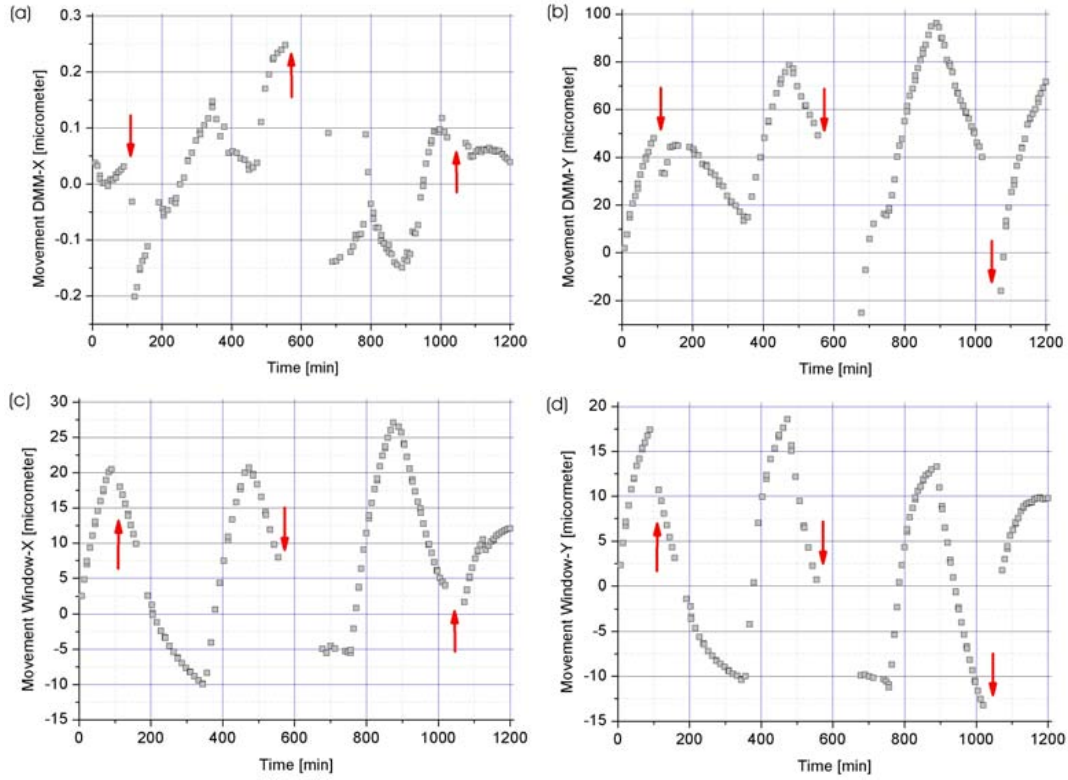 (a)
Movement DMM-X [micrometer]
0.3
0.2
0.1
0.0
-0.1
-0.2
0 200 400 600 800 1000 1200
Time [min]
(b)
Movement DMM-Y [micrometer]
100
80
60
40
20
0
-20
0 200 400 600 800 1000 1200
Time [min]
(c)
Movement Window-X [micrometer]
30
25
20
15
10
5
0
-5
-10
-15
0 200 400 600 800 1000 1200
Time [min]
(d)
Movement Window-Y [micormeter]
20
15
10
5
0
-5
-10
-15
0 200 400 600 800 1000 1200
Time [min]